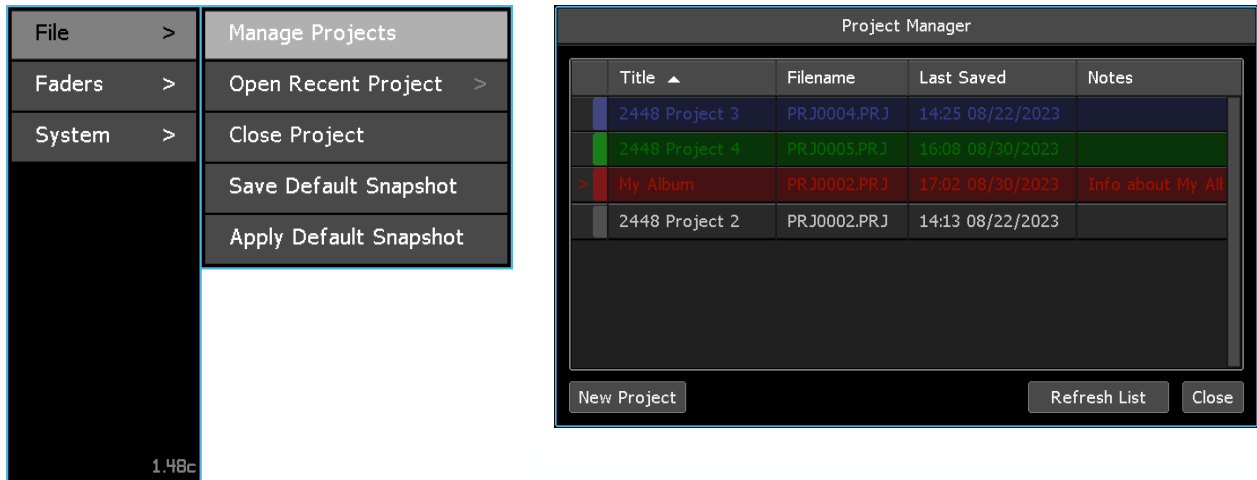 File >
Faders >
System >
1.48c
Manage Projects
Open Recent Project >
Close Project
Save Default Snapshot
Apply Default Snapshot
Project Manager
Title ▲ Filename Last Saved Notes
2448 Project 3 PRJ0004.PRJ 14:25 08/22/2023
2448 Project 4 PRJ0005.PRJ 16:08 08/30/2023
> My Album PRJ0002.PRJ 17:02 08/30/2023 Info about My All
2448 Project 2 PRJ0002.PRJ 14:13 08/22/2023
New Project Refresh List Close